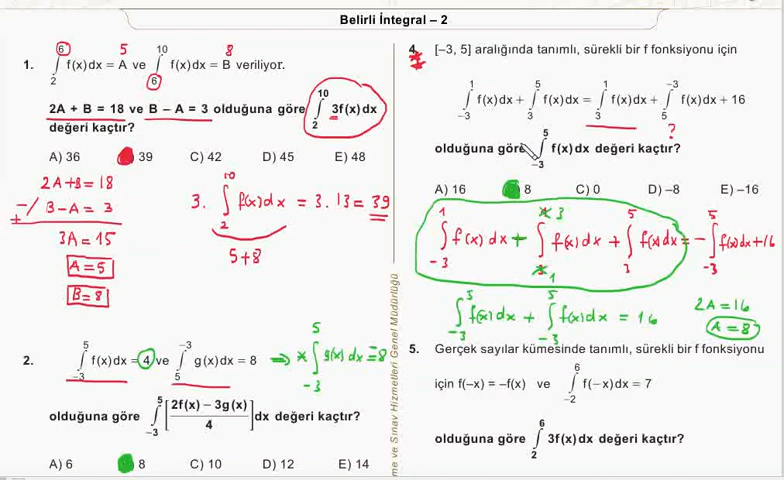 Belirli İntegral – 2
1. ∫₂⁶ f(x)dx = A ve ∫₆¹⁰ f(x)dx = B veriliyor.
5 8
2A + B = 18 ve B – A = 3 olduğuna göre ∫₂¹⁰ 3f(x)dx
değeri kaçtır?
A) 36 39 C) 42 D) 45 E) 48
2A+B = 18
-/ B-A = 3
+
3A = 15
A=5
B=8
3. ∫₂¹⁰ f(x)dx = 3.13 = 39
5+8
2. ∫₋₃⁵ f(x)dx = 4 ve ∫₅⁻³ g(x)dx = 8
⇒ ∫₋₃⁵ g(x)dx = -8
olduğuna göre ∫₋₃⁵ [(2f(x) – 3g(x))/4]dx değeri kaçtır?
A) 6 8 C) 10 D) 12 E) 14
me ve Sınav Hizmetleri Genel Müdürlüğü
4. [–3, 5] aralığında tanımlı, sürekli bir f fonksiyonu için
∫₋₃¹ f(x)dx + ∫₃⁵ f(x)dx = ∫₃¹ f(x)dx + ∫₅⁻³ f(x)dx + 16
?
olduğuna göre ∫₋₃⁵ f(x)dx değeri kaçtır?
A) 16 8 C) 0 D) –8 E) –16
∫₋₃¹ f(x)dx + ∫₁³ f(x)dx + ∫₃⁵ f(x)dx = - ∫₋₃⁵ f(x)dx+16
∫₋₃⁵ f(x)dx + ∫₋₃⁵ f(x)dx = 16
2A=16
A=8
5. Gerçek sayılar kümesinde tanımlı, sürekli bir f fonksiyonu
için f(–x) = –f(x) ve ∫₋₂⁶ f(–x)dx = 7
olduğuna göre ∫₂⁶ 3f(x)dx değeri kaçtır?